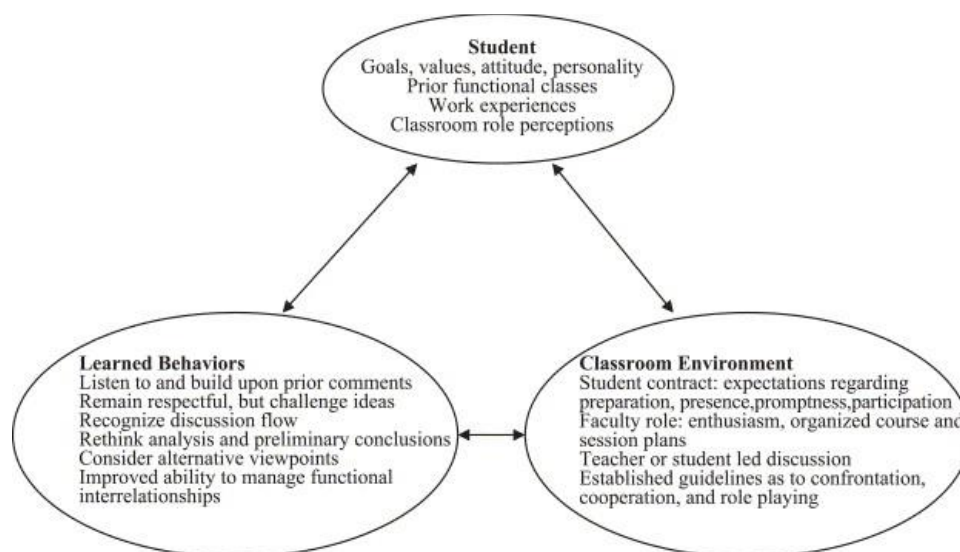 Student
Goals, values, attitude, personality
Prior functional classes
Work experiences
Classroom role perceptions
Learned Behaviors
Listen to and build upon prior comments
Remain respectful, but challenge ideas
Recognize discussion flow
Rethink analysis and preliminary conclusions
Consider alternative viewpoints
Improved ability to manage functional
interrelationships
Classroom Environment
Student contract: expectations regarding
preparation, presence,promptness,participation
Faculty role: enthusiasm, organized course and
session plans
Teacher or student led discussion
Established guidelines as to confrontation,
cooperation, and role playing